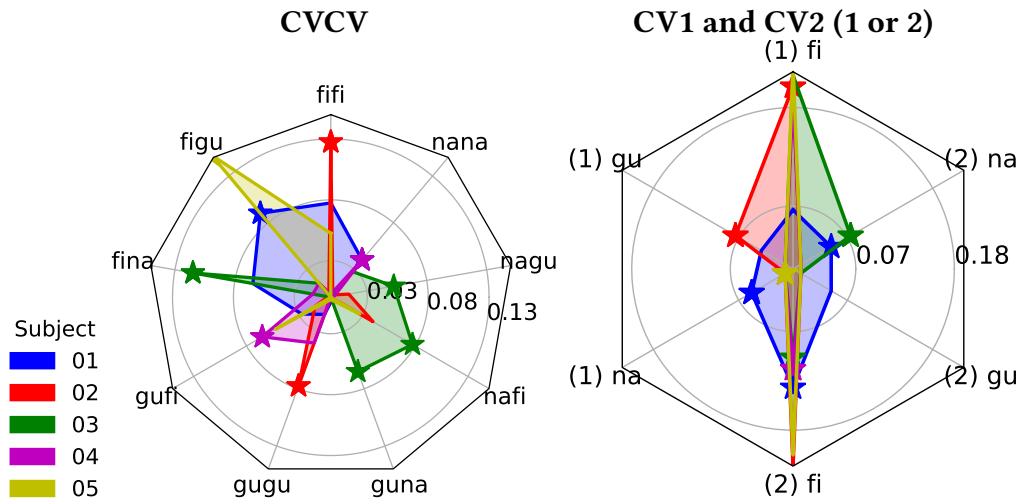 CVCV
CV1 and CV2 (1 or 2)
fifi
figu
nana
fina
nagu
0.03
0.08
0.13
gufi
nafi
gugu
guna
Subject
01
02
03
04
05
(1) fi
(1) gu
(2) na
0.07
0.18
(1) na
(2) gu
(2) fi